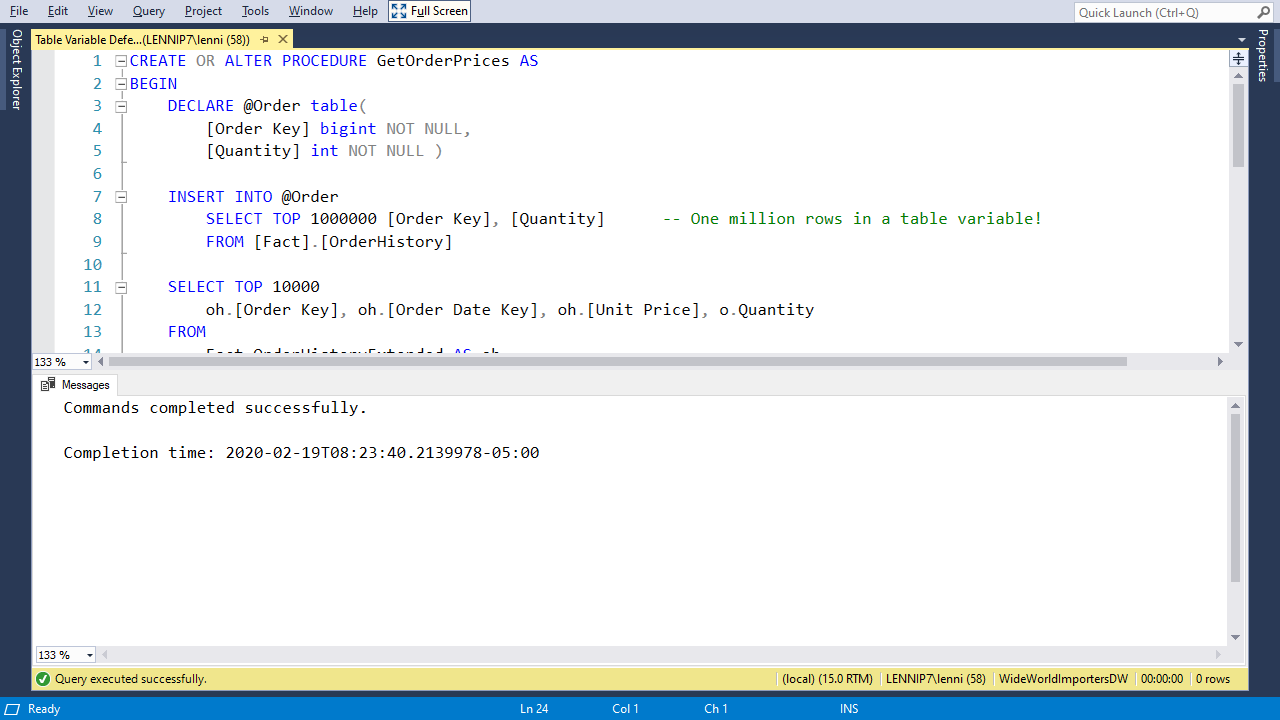 File Edit View Query Project Tools Window Help Full Screen Quick Launch (Ctrl+Q)
Table Variable Defe...(LENNIP7\lenni (58))
Object Explorer
Properties
1 CREATE OR ALTER PROCEDURE GetOrderPrices AS
2 BEGIN
3 DECLARE @Order table(
4 [Order Key] bigint NOT NULL,
5 [Quantity] int NOT NULL )
6
7 INSERT INTO @Order
8 SELECT TOP 1000000 [Order Key], [Quantity] -- One million rows in a table variable!
9 FROM [Fact].[OrderHistory]
10
11 SELECT TOP 10000
12 oh.[Order Key], oh.[Order Date Key], oh.[Unit Price], o.Quantity
13 FROM
14 Fact.OrderHistoryExtended AS oh
133 %
Messages
Commands completed successfully.
Completion time: 2020-02-19T08:23:40.2139978-05:00
133 %
Query executed successfully. (local) (15.0 RTM) LENNIP7\lenni (58) WideWorldImportersDW 00:00:00 0 rows
Ready Ln 24 Col 1 Ch 1 INS